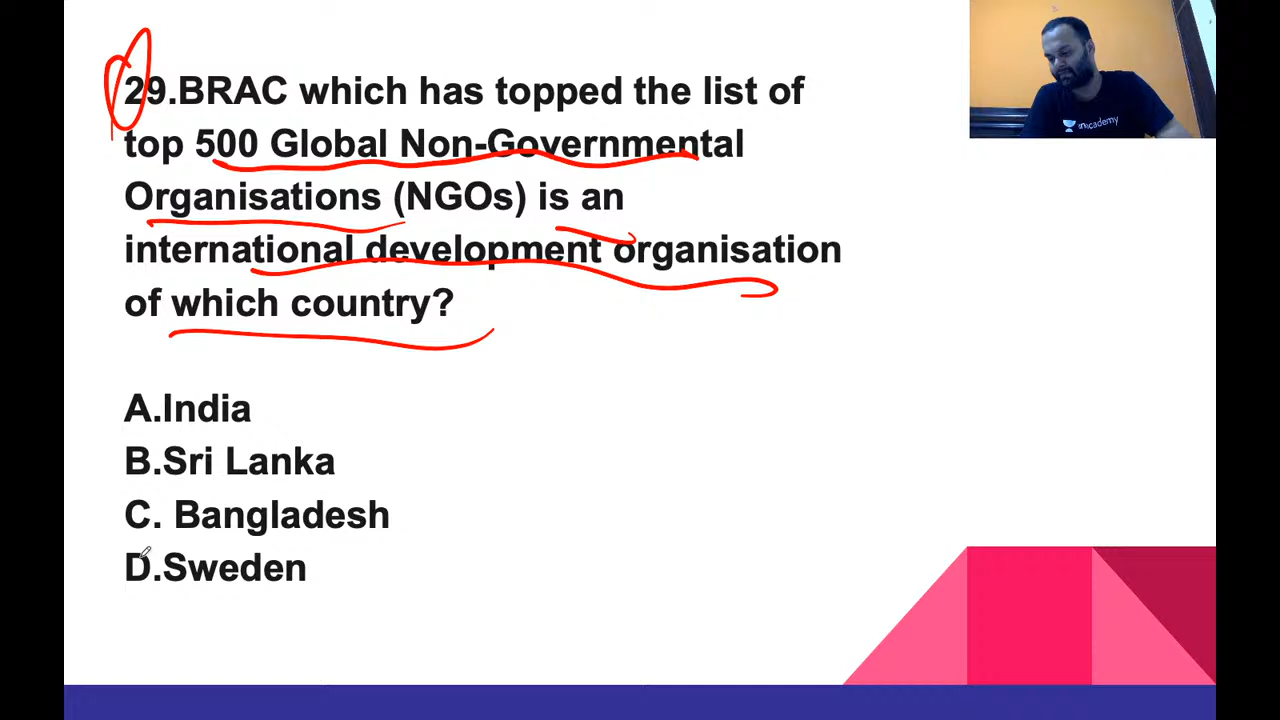 29.BRAC which has topped the list of
top 500 Global Non-Governmental
Organisations (NGOs) is an
international development organisation
of which country?
A.India
B.Sri Lanka
C. Bangladesh
D.Sweden
unacademy